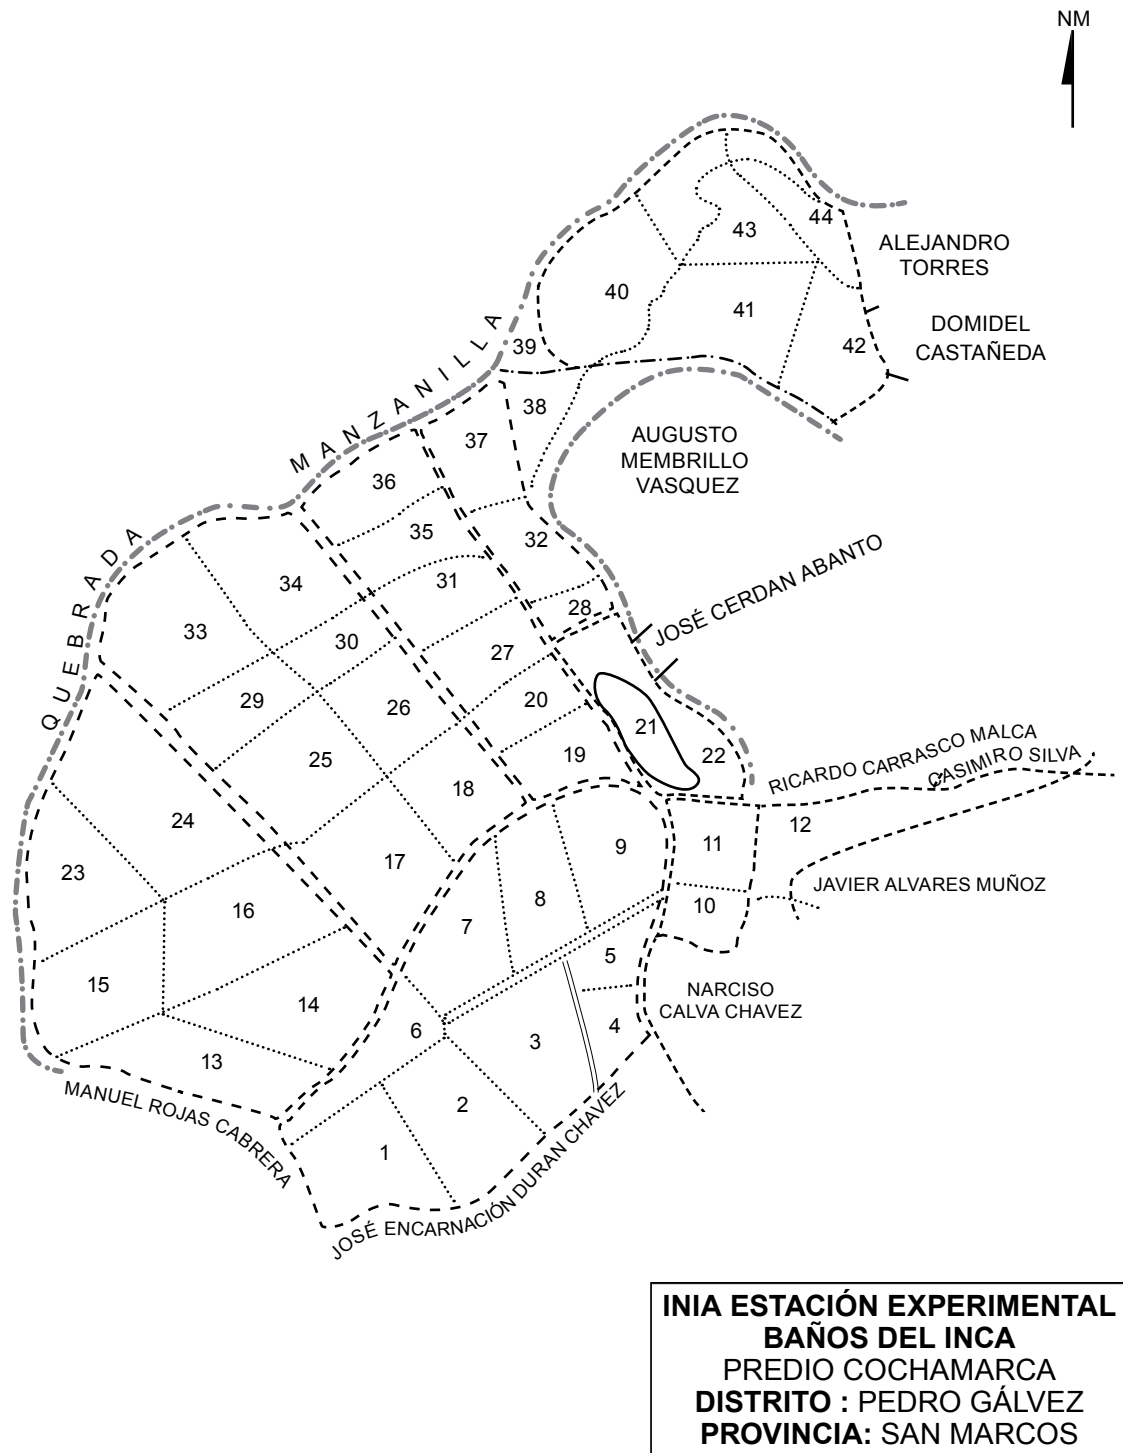 NM
44
43
ALEJANDRO
TORRES
40
41
DOMIDEL
CASTAÑEDA
42
39
QUEBRADA MANZANILLA
38
37
AUGUSTO
MEMBRILLO
VASQUEZ
36
35
32
JOSÉ CERDAN ABANTO
34
31
28
33
30
27
29
26
20
21
22
25
19
18
RICARDO CARRASCO MALCA
CASIMIRO SILVA
24
12
9
11
17
23
JAVIER ALVARES MUÑOZ
8
10
16
7
5
15
NARCISO
CALVA CHAVEZ
14
4
6
3
13
MANUEL ROJAS CABRERA
2
1
JOSÉ ENCARNACIÓN DURAN CHAVEZ
INIA ESTACIÓN EXPERIMENTAL
BAÑOS DEL INCA
PREDIO COCHAMARCA
DISTRITO : PEDRO GÁLVEZ
PROVINCIA: SAN MARCOS